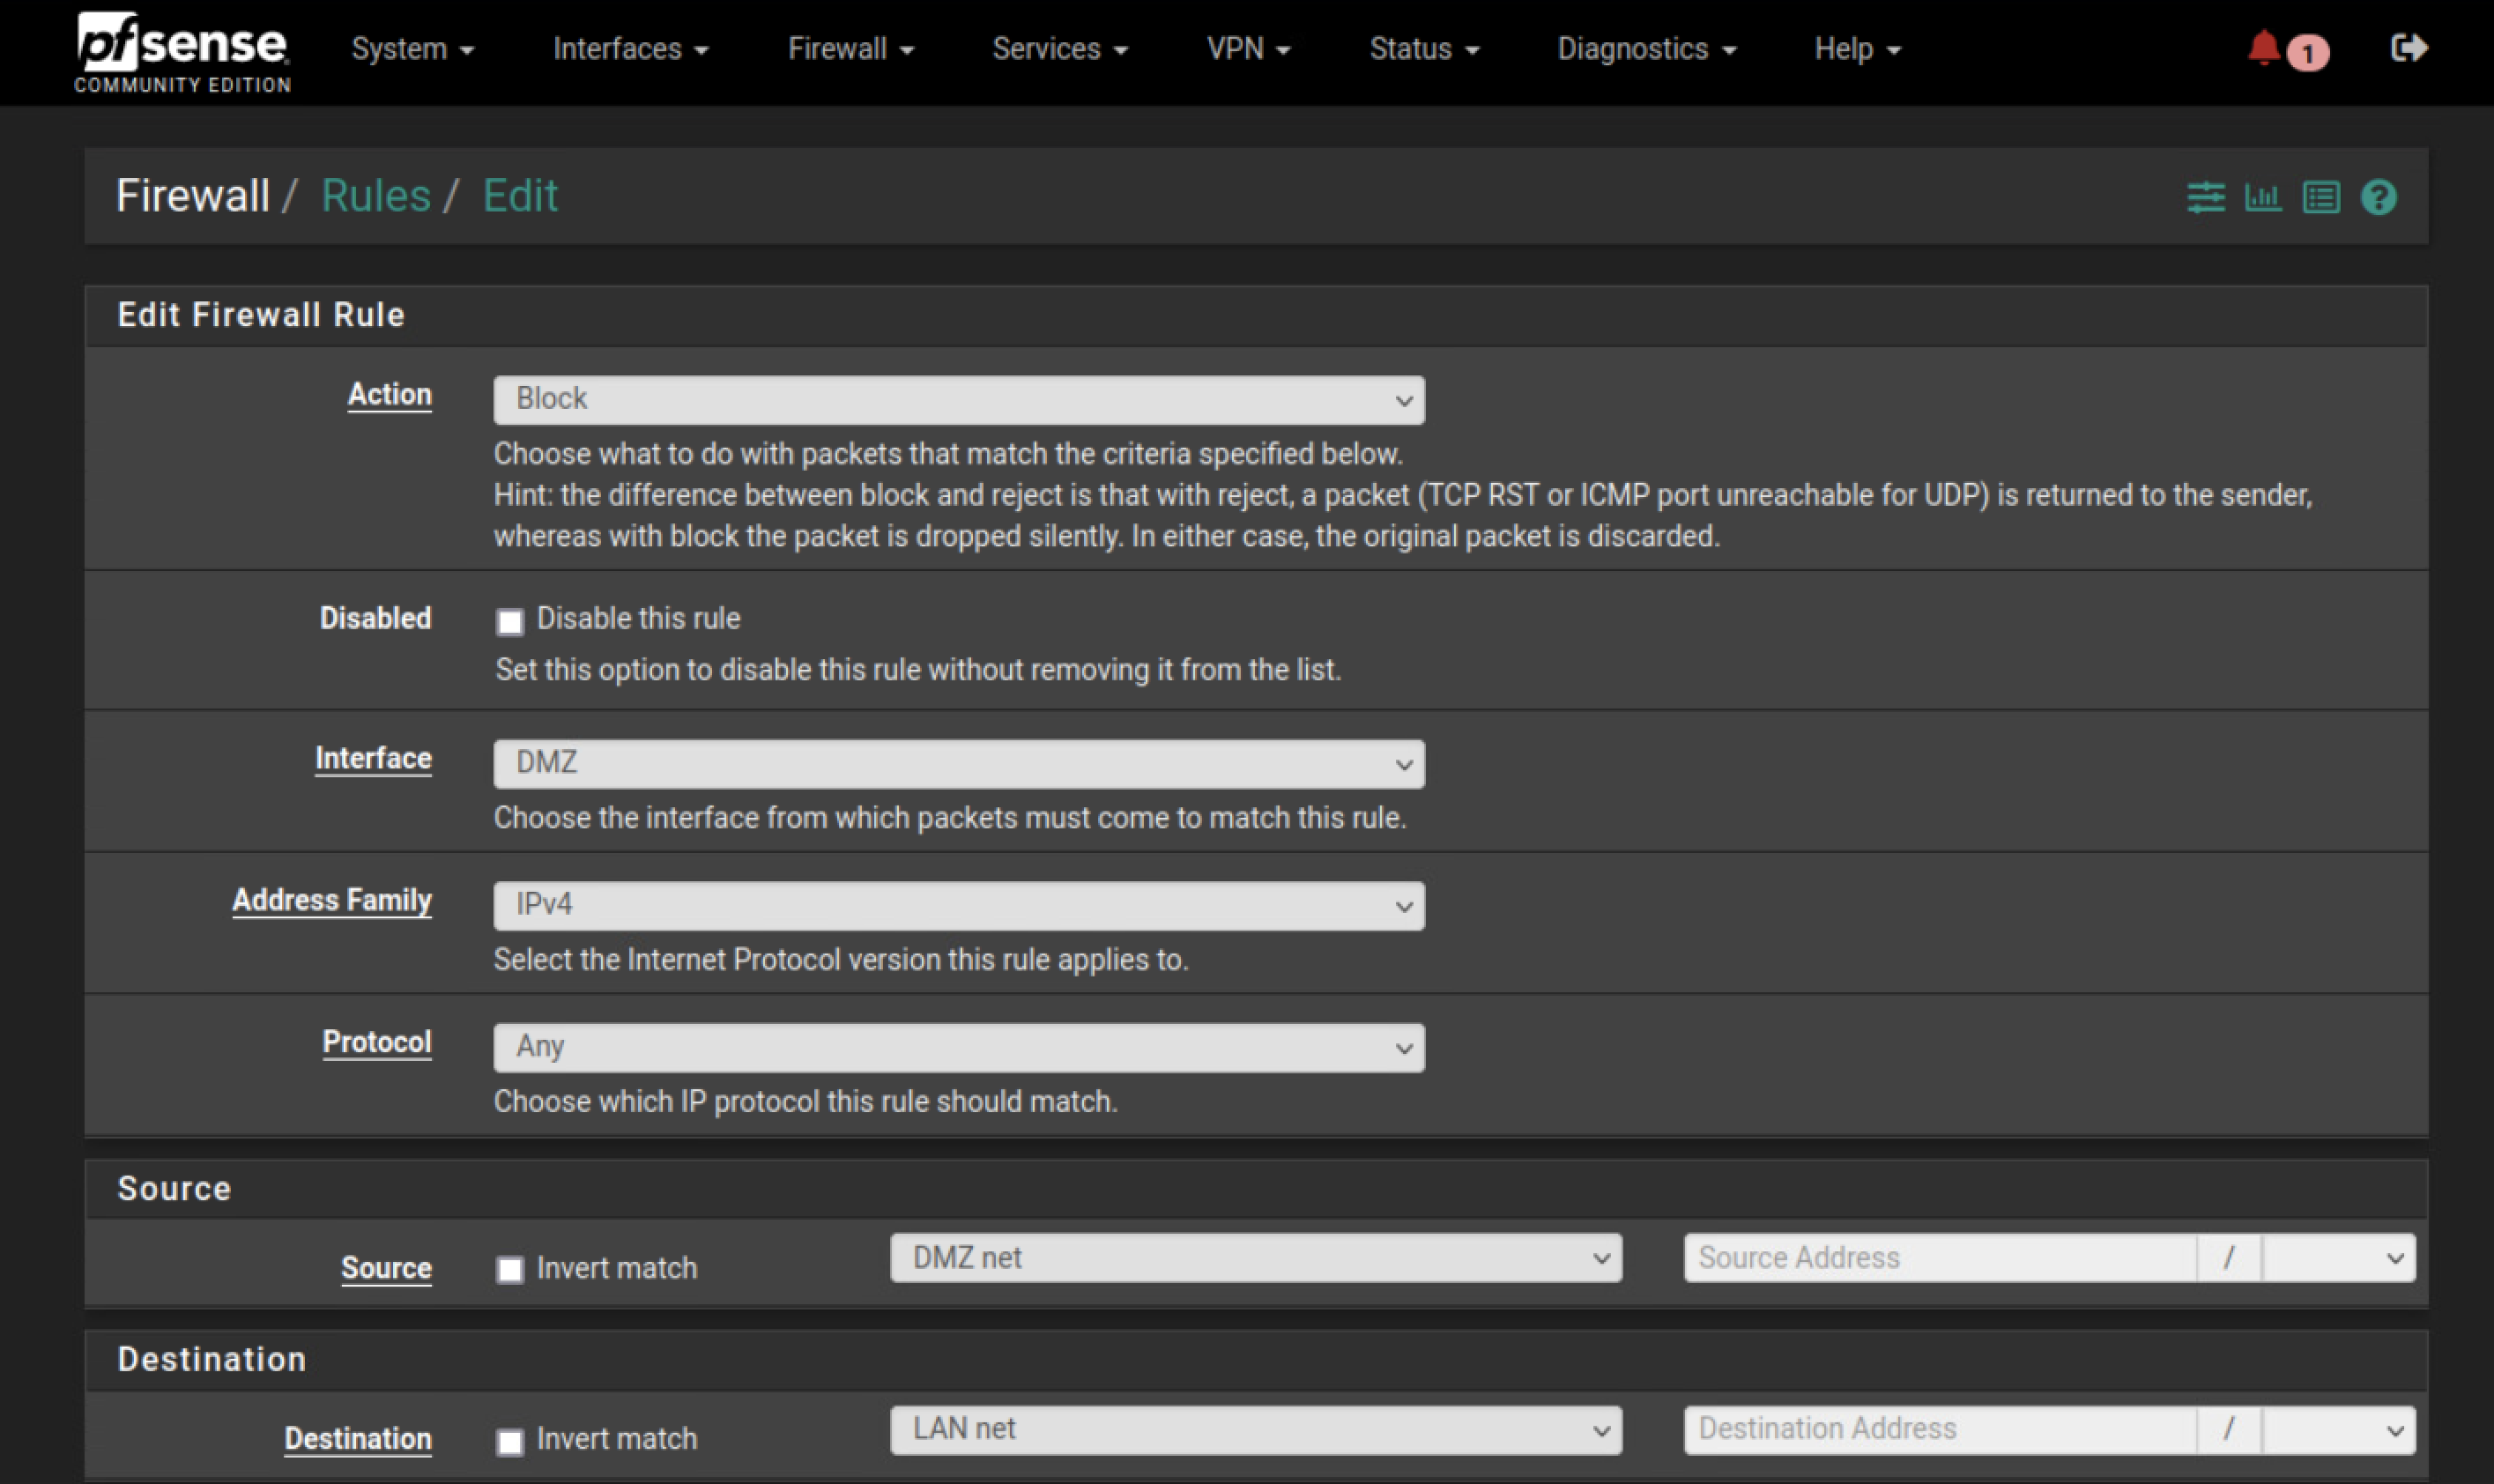 pfsense
COMMUNITY EDITION
System
Interfaces
Firewall
Services
VPN
Status
Diagnostics
Help
1
Firewall / Rules / Edit
Edit Firewall Rule
Action
Block
Choose what to do with packets that match the criteria specified below.
Hint: the difference between block and reject is that with reject, a packet (TCP RST or ICMP port unreachable for UDP) is returned to the sender,
whereas with block the packet is dropped silently. In either case, the original packet is discarded.
Disabled
Disable this rule
Set this option to disable this rule without removing it from the list.
Interface
DMZ
Choose the interface from which packets must come to match this rule.
Address Family
IPv4
Select the Internet Protocol version this rule applies to.
Protocol
Any
Choose which IP protocol this rule should match.
Source
Source
Invert match
DMZ net
Source Address
/
Destination
Destination
Invert match
LAN net
Destination Address
/